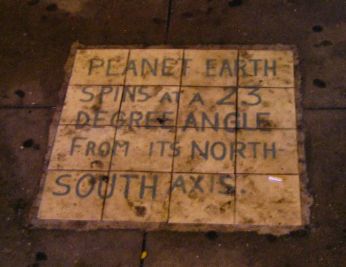 PLANET EARTH
SPINS AT A 23
DEGREE ANGLE
FROM ITS NORTH
SOUTH AXIS.